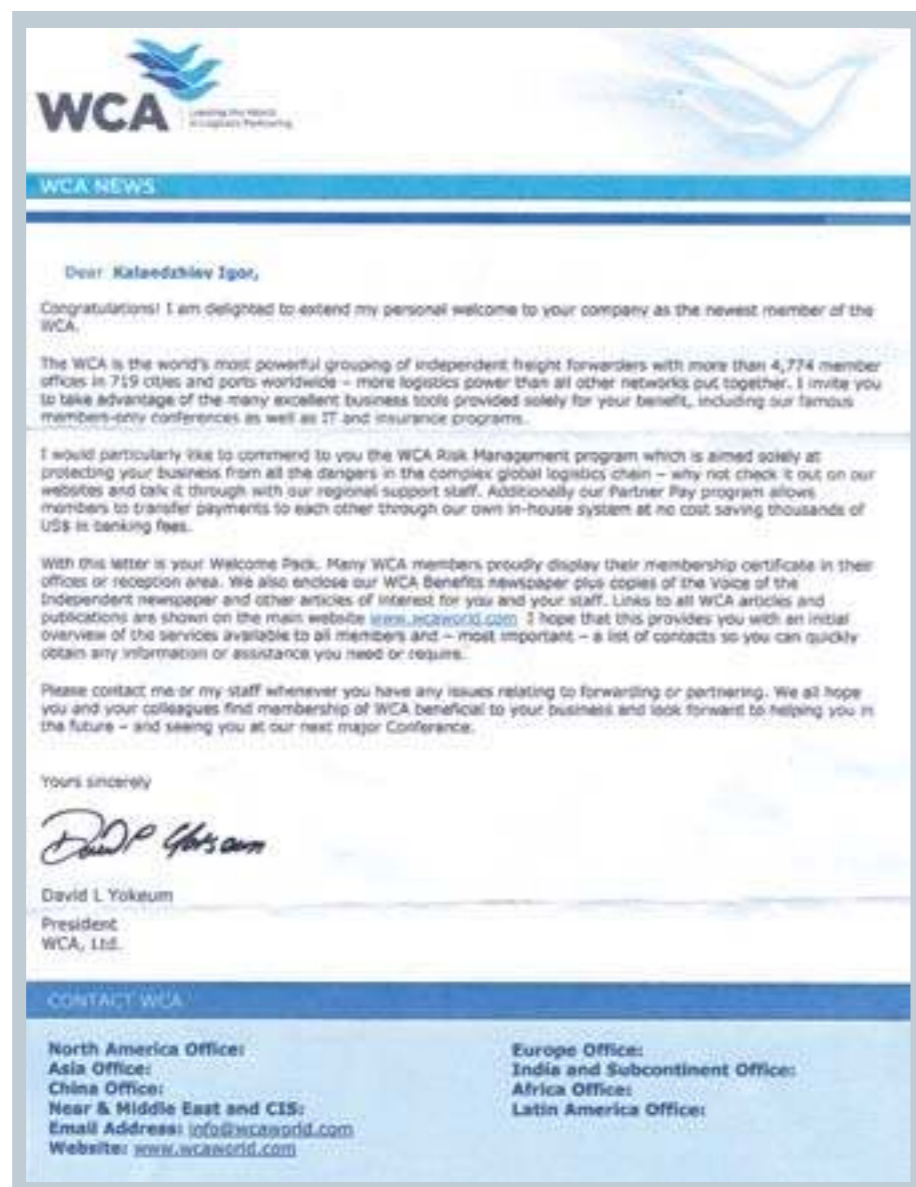 WCA
Leading the World
in Logistics Partnering
WCA NEWS
Dear Kalaedzhiev Igor,
Congratulations! I am delighted to extend my personal welcome to your company as the newest member of the
WCA.
The WCA is the world's most powerful grouping of independent freight forwarders with more than 4,774 member
offices in 719 cities and ports worldwide – more logistics power than all other networks put together. I invite you
to take advantage of the many excellent business tools provided solely for your benefit, including our famous
members-only conferences as well as IT and insurance programs.
I would particularly like to commend to you the WCA Risk Management program which is aimed solely at
protecting your business from all the dangers in the complex global logistics chain – why not check it out on our
websites and talk it through with our regional support staff. Additionally our Partner Pay program allows
members to transfer payments to each other through our own in-house system at no cost saving thousands of
US$ in banking fees.
With this letter is your Welcome Pack. Many WCA members proudly display their membership certificate in their
offices or reception area. We also enclose our WCA Benefits newspaper plus copies of the Voice of the
Independent newspaper and other articles of interest for you and your staff. Links to all WCA articles and
publications are shown on the main website www.wcaworld.com I hope that this provides you with an initial
overview of the services available to all members and – most important – a list of contacts so you can quickly
obtain any information or assistance you need or require.
Please contact me or my staff whenever you have any issues relating to forwarding or partnering. We all hope
you and your colleagues find membership of WCA beneficial to your business and look forward to helping you in
the future – and seeing you at our next major Conference.
Yours sincerely
David L Yokeum
President
WCA, Ltd.
CONTACT WCA
North America Office:
Asia Office:
China Office:
Near & Middle East and CIS:
Email Address: info@wcaworld.com
Website: www.wcaworld.com
Europe Office:
India and Subcontinent Office:
Africa Office:
Latin America Office: